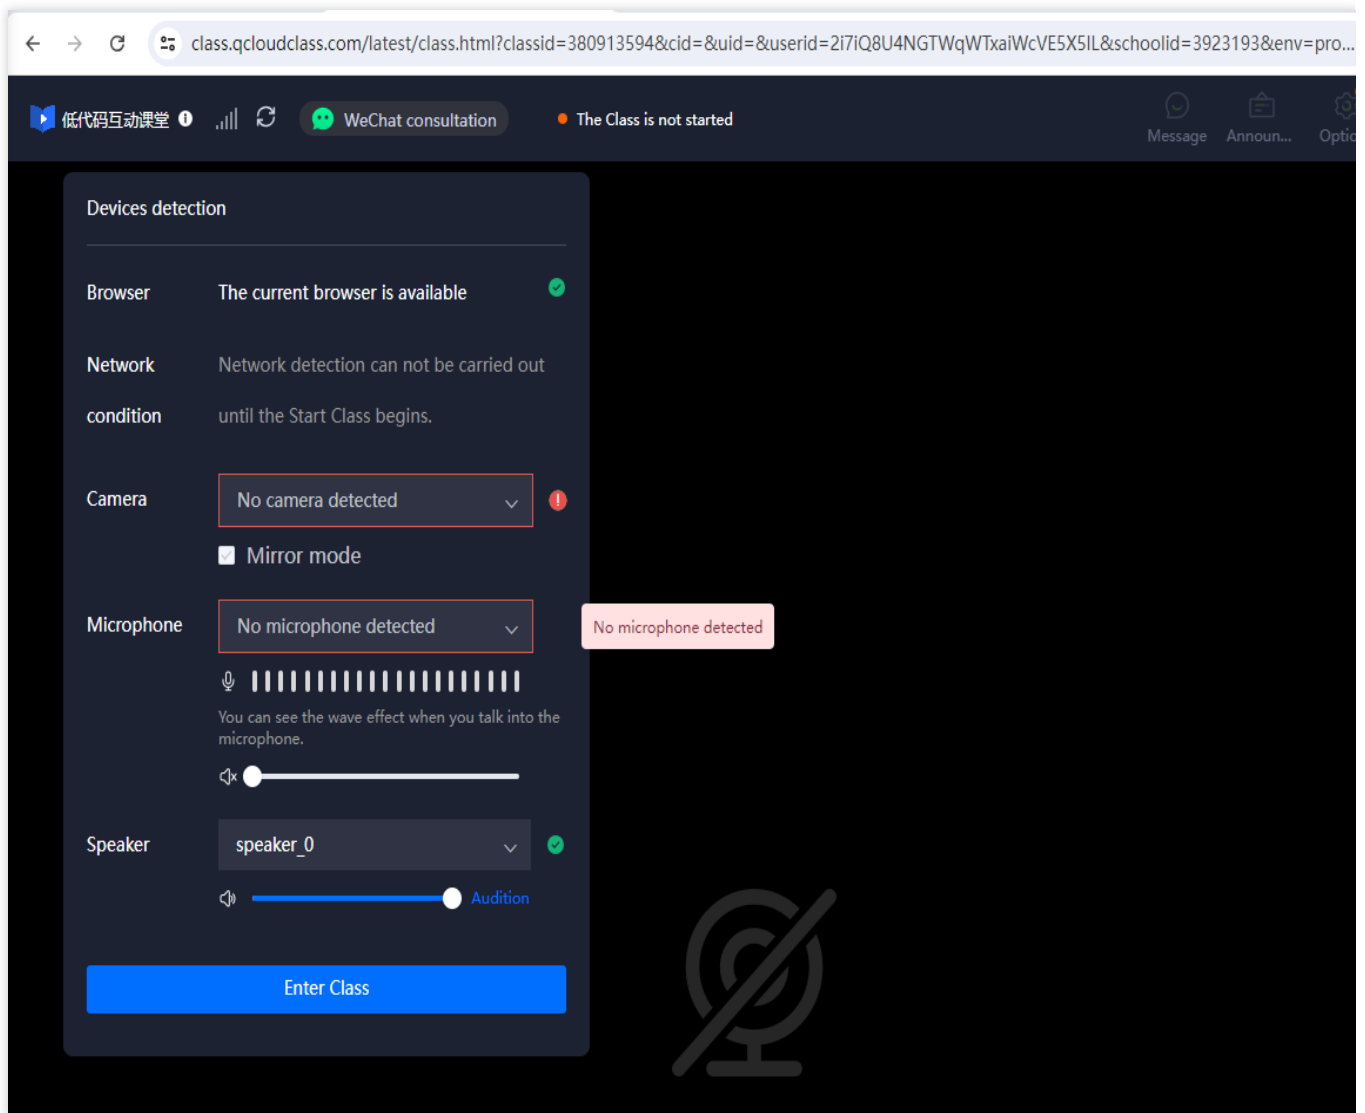 class.qcloudclass.com/latest/class.html?classid=380913594&cid=&uid=&userid=2i7iQ8U4NGTWqWTxaiWcVE5X5IL&schoolid=3923193&env=pro...
低代码互动课堂
WeChat consultation
The Class is not started
Message
Announ...
Optio
Devices detection
Browser
The current browser is available
Network condition
Network detection can not be carried out
until the Start Class begins.
Camera
No camera detected
Mirror mode
Microphone
No microphone detected
No microphone detected
You can see the wave effect when you talk into the
microphone.
Speaker
speaker_0
Audition
Enter Class